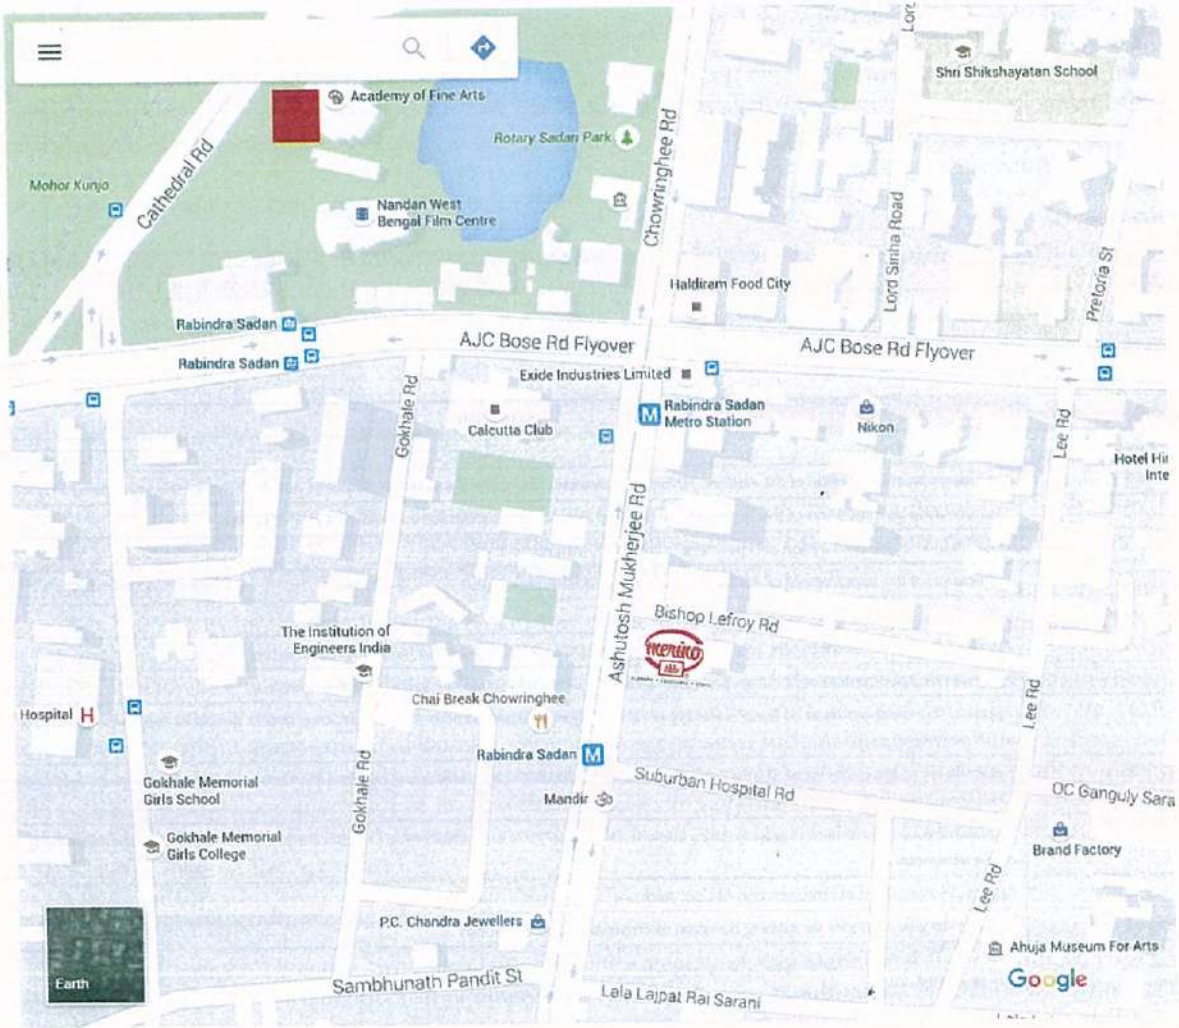 Lord
Shri Shikshayatan School
Academy of Fine Arts
Rotary Sadan Park
Chowringhee Rd
Cathedral Rd
Mohor Kunjo
Nandan West
Bengal Film Centre
Lord Sinha Road
Pretoria St
Haldiram Food City
Rabindra Sadan
AJC Bose Rd Flyover
AJC Bose Rd Flyover
Rabindra Sadan
Exide Industries Limited
Gokhale Rd
Calcutta Club
M
Rabindra Sadan
Metro Station
Nikon
Lee Rd
Hotel Hin
Inte
Ashutosh Mukherjee Rd
Bishop Lefroy Rd
The Institution of
Engineers India
merino
Chai Break Chowringhee
Lee Rd
Hospital H
Rabindra Sadan M
Gokhale Rd
Gokhale Memorial
Girls School
Mandir ॐ
Suburban Hospital Rd
OC Ganguly Sara
Gokhale Memorial
Girls College
Brand Factory
Lee Rd
P.C. Chandra Jewellers
Ahuja Museum For Arts
Earth
Sambhunath Pandit St
Lala Lajpat Rai Sarani
Google